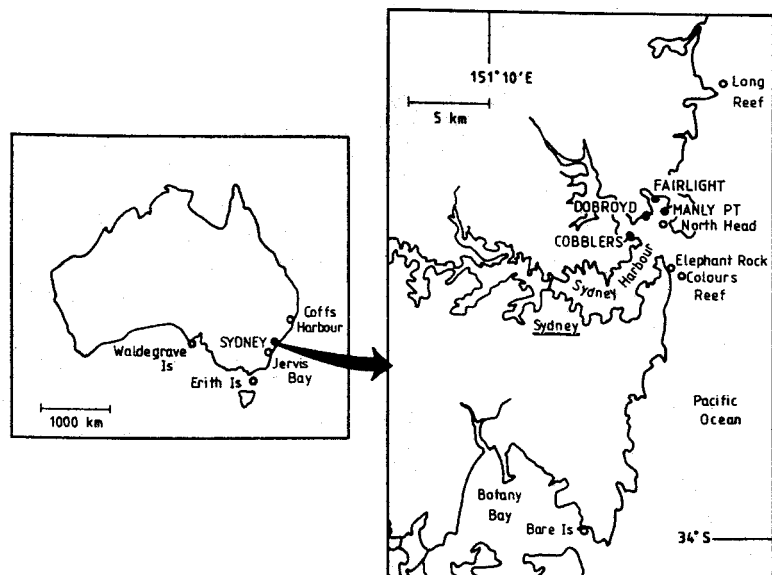 Coffs
Harbour
SYDNEY
Waldegrave
Is
Jervis
Bay
Erith Is
1000 km
151° 10'E
5 km
Long
Reef
FAIRLIGHT
DOBROYD
MANLY PT
North Head
COBBLERS
Elephant Rock
Colours
Reef
Sydney Harbour
Sydney
Pacific
Ocean
Botany
Bay
Bare Is
34° S